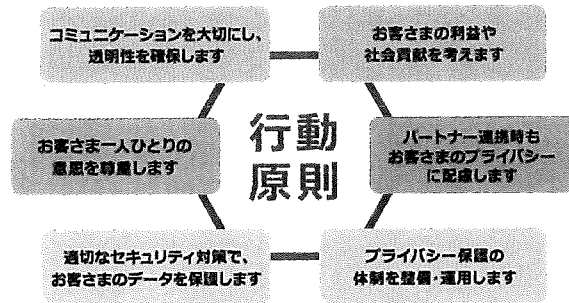 コミュニケーションを大切にし、
透明性を確保します
お客さまの利益や
社会貢献を考えます
お客さま一人ひとりの
意思を尊重します
行動
原則
パートナー連携時も
お客さまのプライバシー
に配慮します
適切なセキュリティ対策で、
お客さまのデータを保護します
プライバシー保護の
体制を整備・運用します